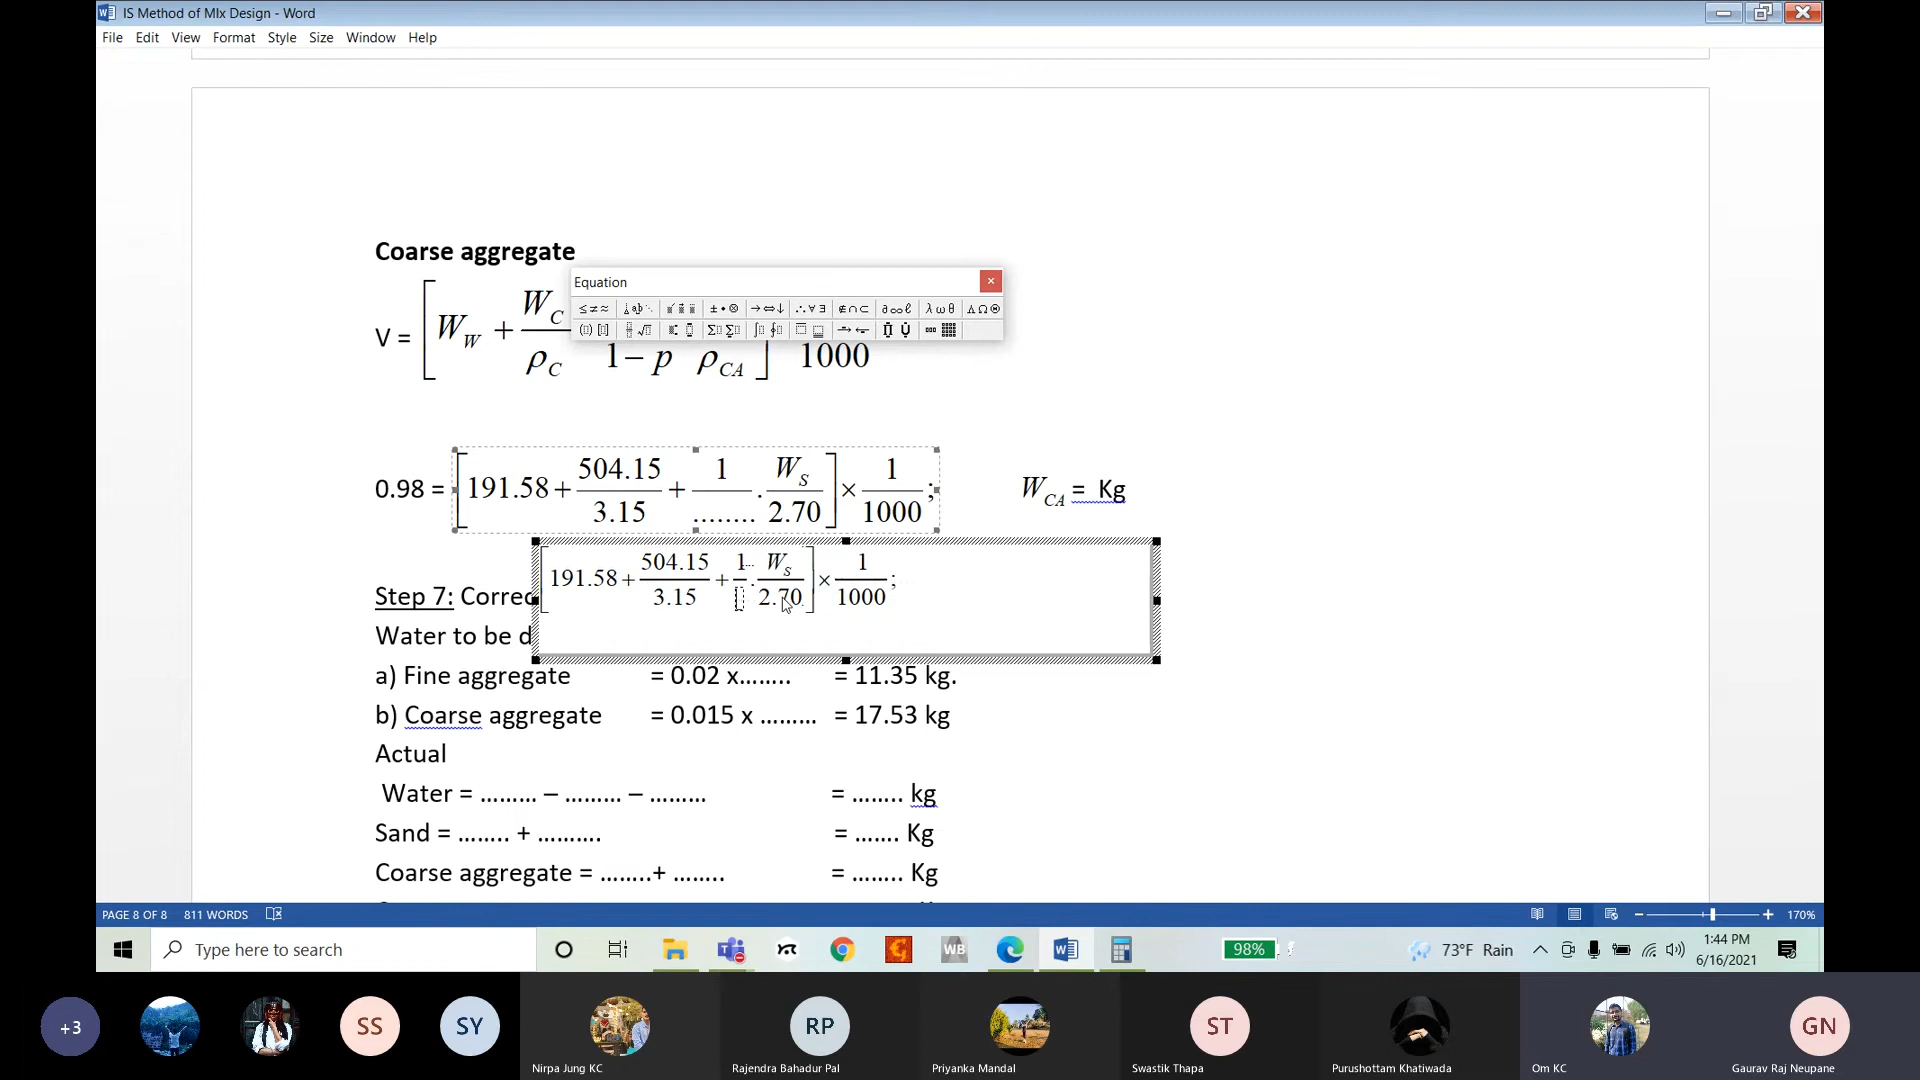 IS Method of MIx Design - Word
File Edit View Format Style Size Window Help
Coarse aggregate
Equation
V = [ W_W + W_C / ρ_C 1 − p ρ_CA ] 1000
0.98 = [ 191.58 + 504.15 / 3.15 + 1 / ........ . W_S / 2.70 ] × 1 / 1000 ; W_CA = Kg
[ 191.58 + 504.15 / 3.15 + 1 / . W_S / 2.70 ] × 1 / 1000 ;
Step 7: Correc
Water to be d
a) Fine aggregate = 0.02 x…….. = 11.35 kg.
b) Coarse aggregate = 0.015 x ……… = 17.53 kg
Actual
Water = ……… – ……… – ……… = …….. kg
Sand = …….. + ………. = ……. Kg
Coarse aggregate = ……..+ …….. = …….. Kg
PAGE 8 OF 8 811 WORDS 170%
Type here to search WB 98% 73°F Rain 1:44 PM
6/16/2021
+3 SS SY RP ST GN
Nirpa Jung KC Rajendra Bahadur Pal Priyanka Mandal Swastik Thapa Purushottam Khatiwada Om KC Gaurav Raj Neupane